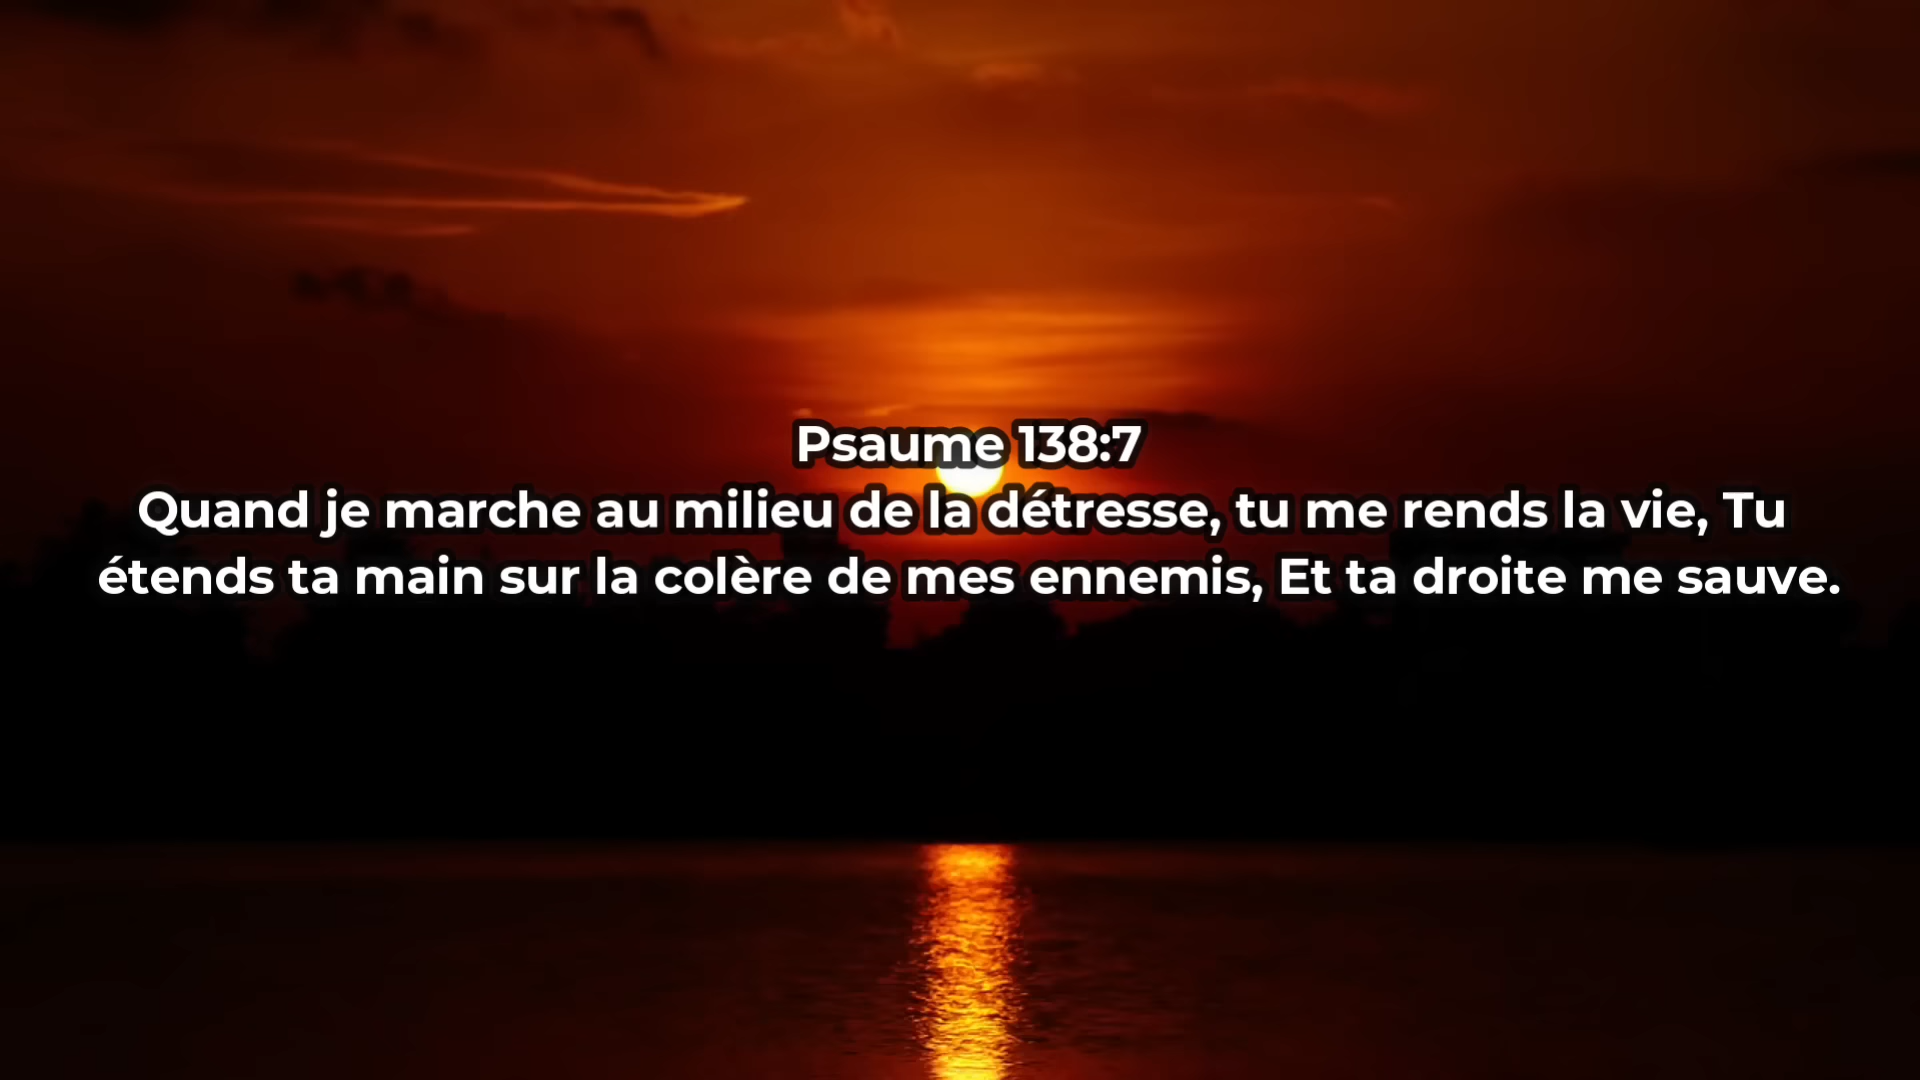 Psaume 138:7
Quand je marche au milieu de la détresse, tu me rends la vie, Tu
étends ta main sur la colère de mes ennemis, Et ta droite me sauve.